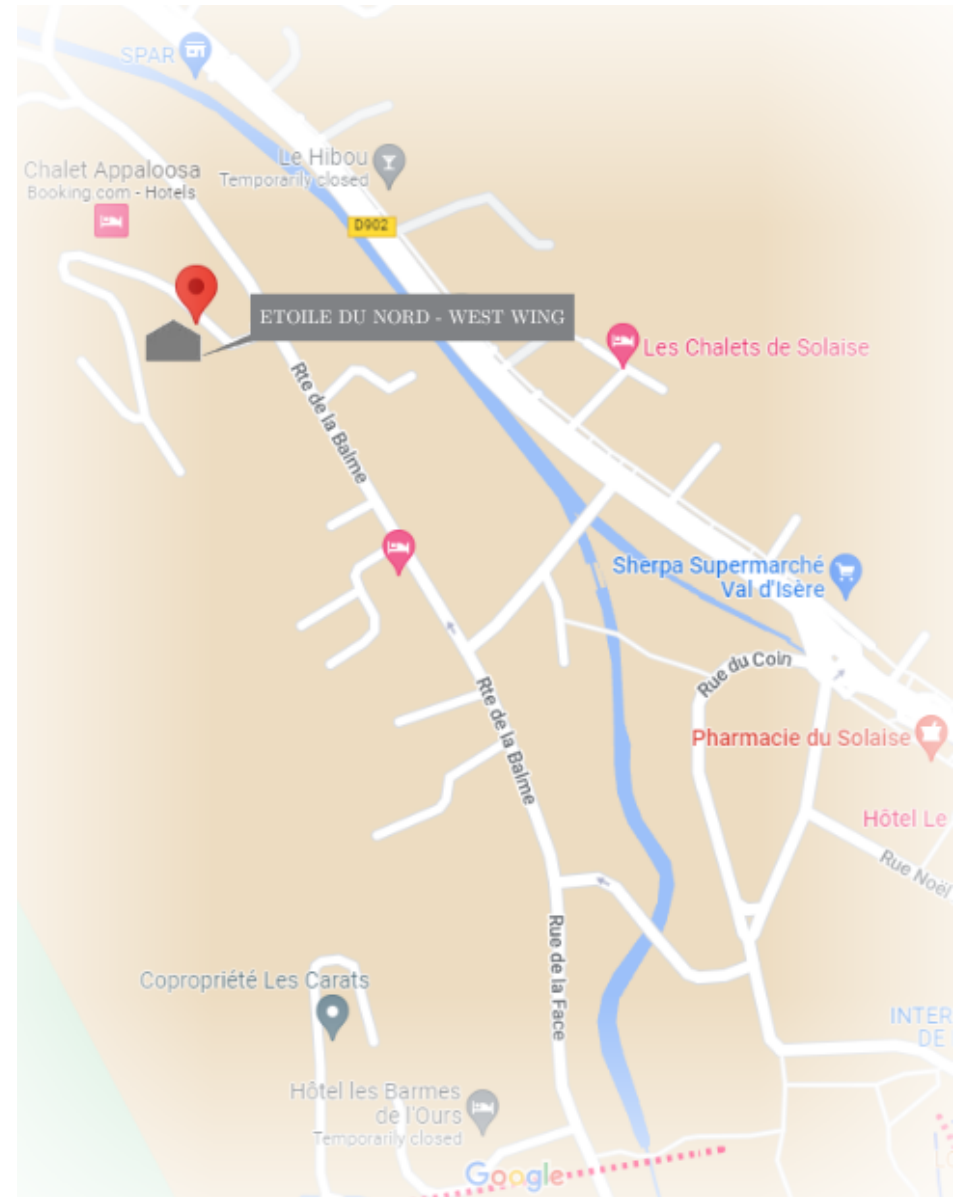 SPAR
Le Hibou
Temporarily closed
Chalet Appaloosa
Booking.com - Hotels
D902
ETOILE DU NORD - WEST WING
Les Chalets de Solaise
Rte de la Balme
Sherpa Supermarché
Val d'Isère
Rue du Coin
Rte de la Balme
Pharmacie du Solaise
Hôtel Le
Rue Noël
Rue de la Face
Copropriété Les Carats
INTER
DE
Hôtel les Barmes
de l'Ours
Temporarily closed
Google